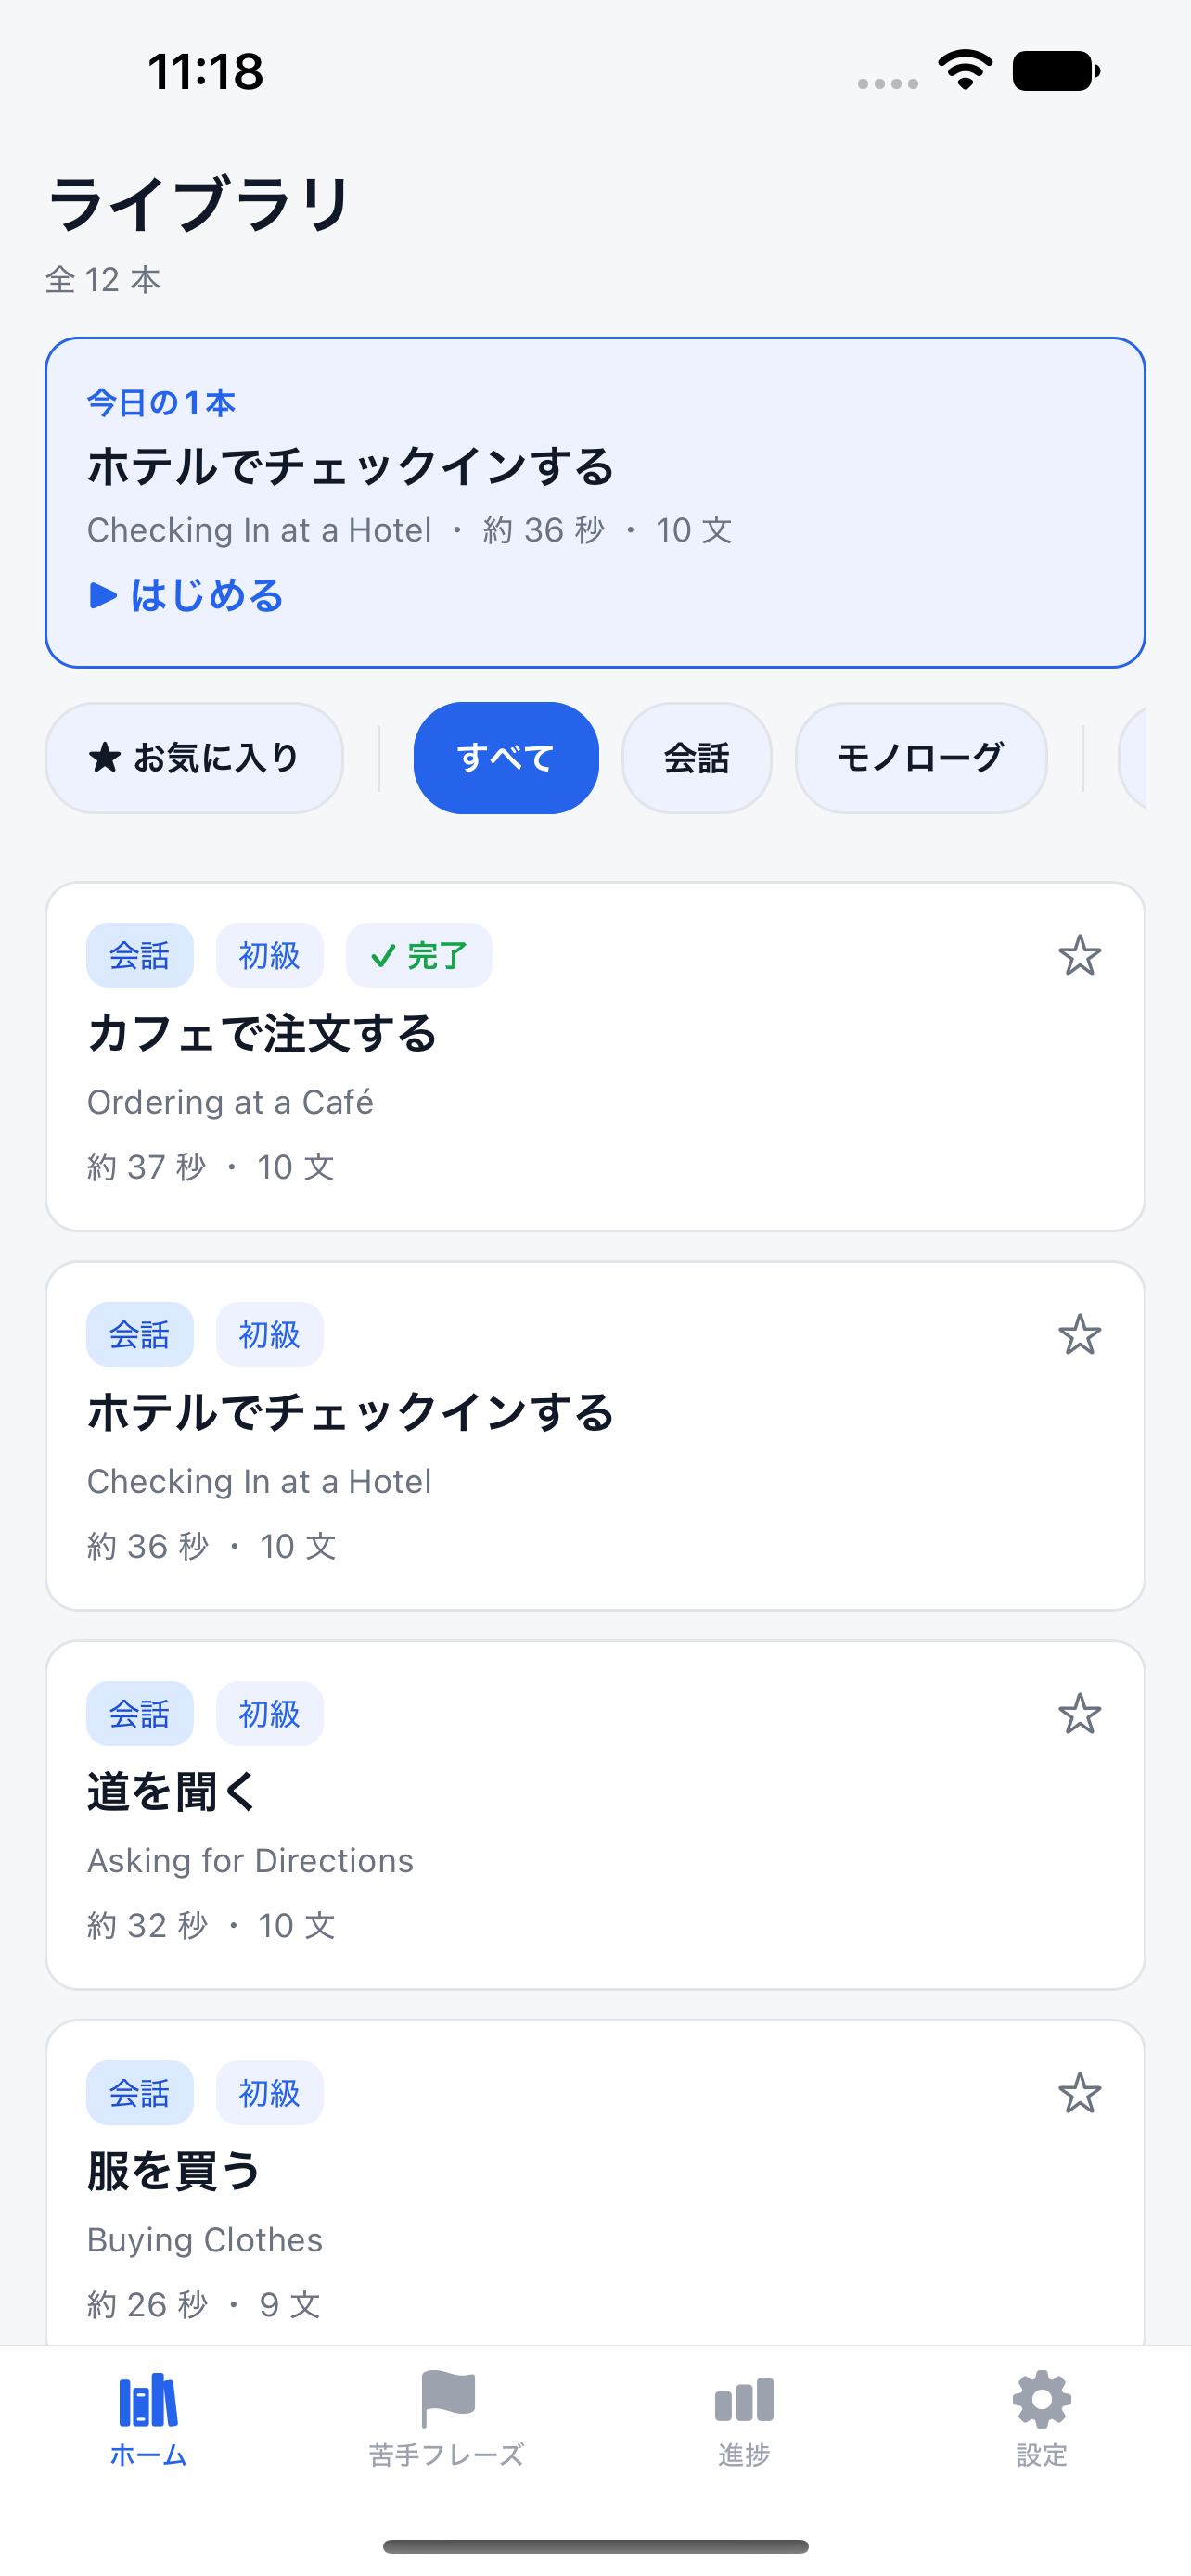 11:18
ライブラリ
全 12 本
今日の1本
ホテルでチェックインする
Checking In at a Hotel ・ 約 36 秒 ・ 10 文
はじめる
お気に入り
すべて
会話
モノローグ
会話 初級 完了
カフェで注文する
Ordering at a Café
約 37 秒 ・ 10 文
会話 初級
ホテルでチェックインする
Checking In at a Hotel
約 36 秒 ・ 10 文
会話 初級
道を聞く
Asking for Directions
約 32 秒 ・ 10 文
会話 初級
服を買う
Buying Clothes
約 26 秒 ・ 9 文
ホーム
苦手フレーズ
進捗
設定